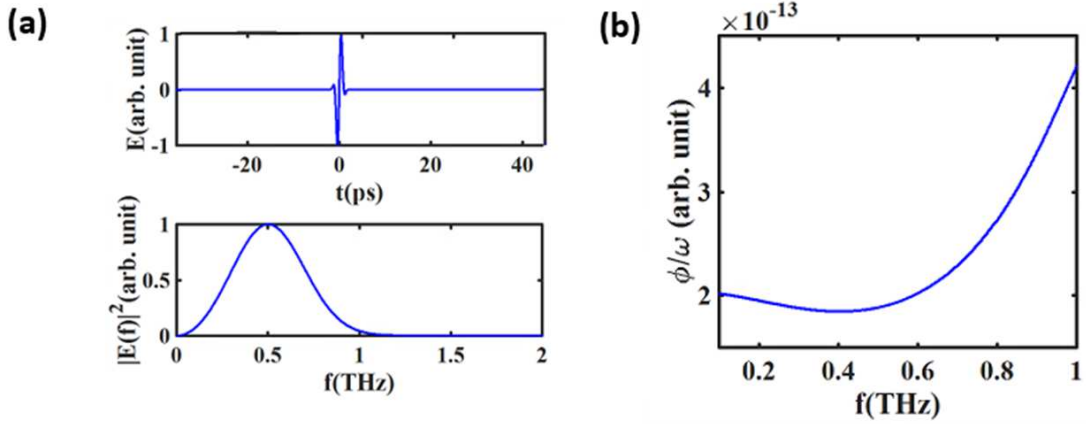 (a)
E(arb. unit)
1
0
-1
-20 0 20 40
t(ps)
|E(f)|²(arb. unit)
1
0.5
0
0 0.5 1 1.5 2
f(THz)
(b)
×10⁻¹³
ϕ/ω (arb. unit)
4
3
2
0.2 0.4 0.6 0.8 1
f(THz)